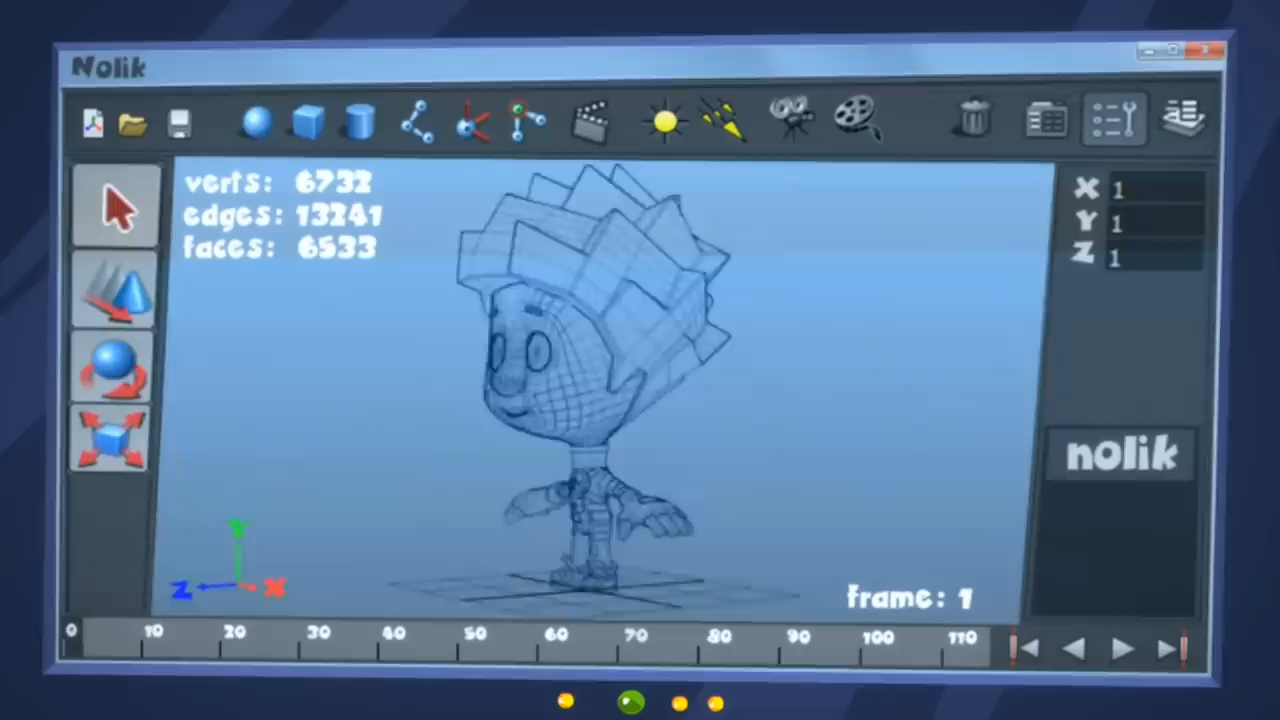 Nolik
verts: 6732
edges: 13241
faces: 6533
X 1
Y 1
Z 1
nolik
Y
Z X
frame: 1
0 10 20 30 40 50 60 70 80 90 100 110